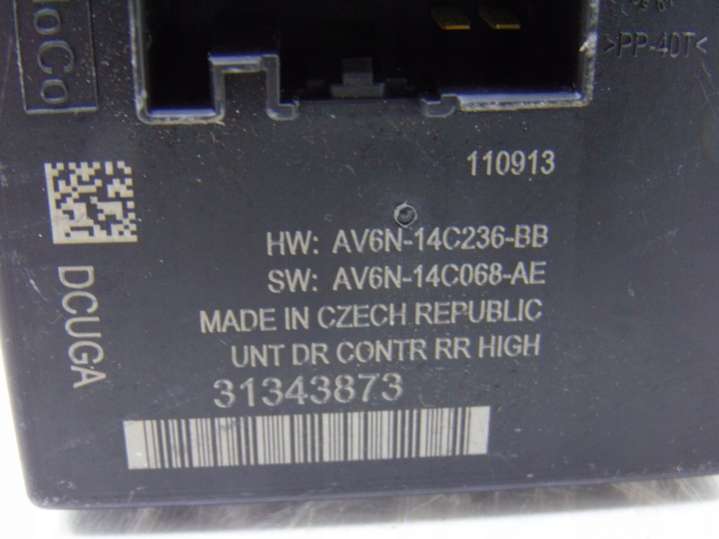 >PP-4DT<
110913
HW: AV6N-14C236-BB
SW: AV6N-14C068-AE
MADE IN CZECH REPUBLIC
UNT DR CONTR RR HIGH
31343873
DCUGA